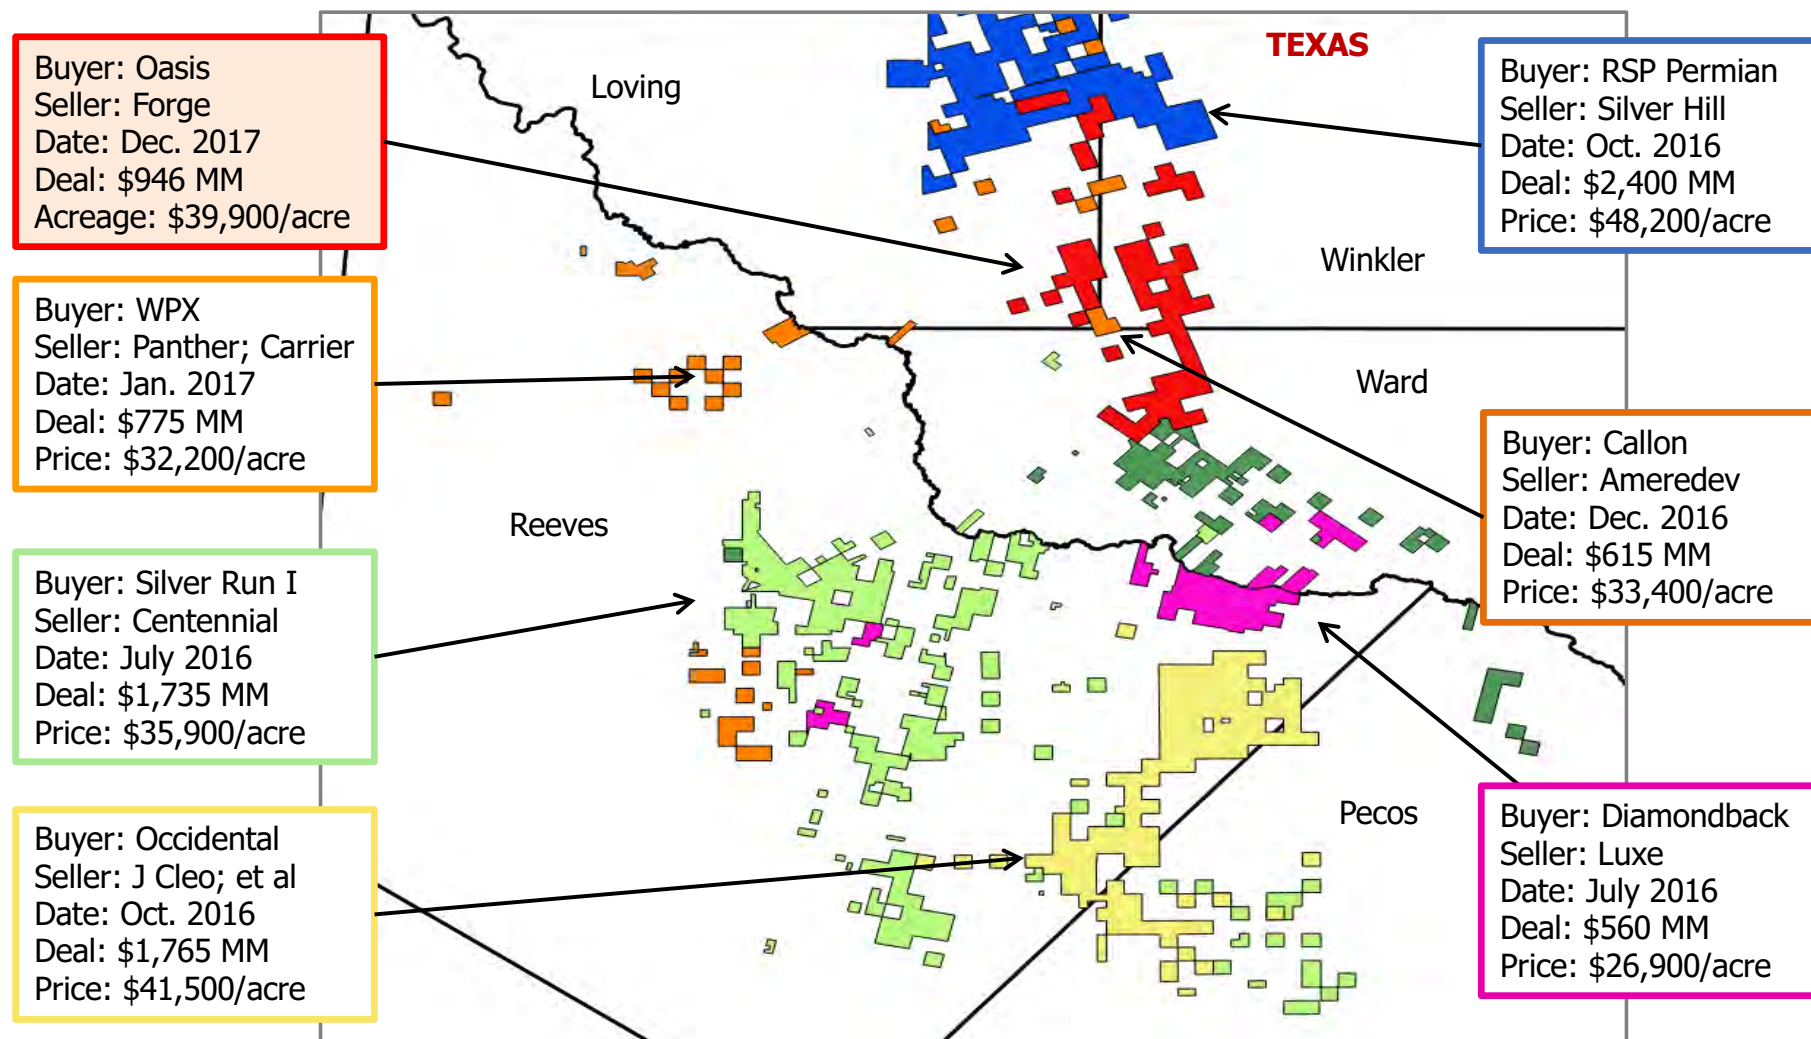 TEXAS
Loving
Winkler
Ward
Reeves
Pecos
Buyer: Oasis
Seller: Forge
Date: Dec. 2017
Deal: $946 MM
Acreage: $39,900/acre
Buyer: WPX
Seller: Panther; Carrier
Date: Jan. 2017
Deal: $775 MM
Price: $32,200/acre
Buyer: Silver Run I
Seller: Centennial
Date: July 2016
Deal: $1,735 MM
Price: $35,900/acre
Buyer: Occidental
Seller: J Cleo; et al
Date: Oct. 2016
Deal: $1,765 MM
Price: $41,500/acre
Buyer: RSP Permian
Seller: Silver Hill
Date: Oct. 2016
Deal: $2,400 MM
Price: $48,200/acre
Buyer: Callon
Seller: Ameredev
Date: Dec. 2016
Deal: $615 MM
Price: $33,400/acre
Buyer: Diamondback
Seller: Luxe
Date: July 2016
Deal: $560 MM
Price: $26,900/acre